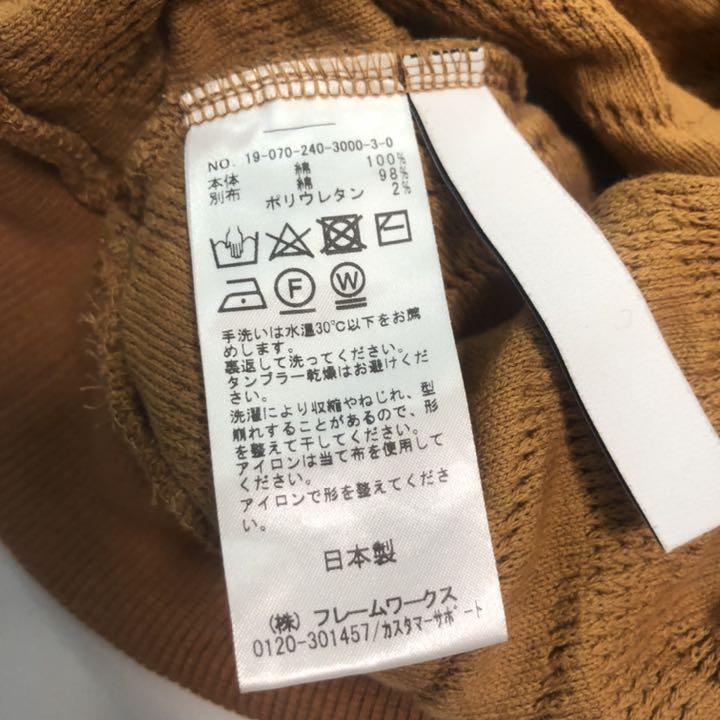 NO. 19-070-240-3000-3-0
本体 綿 100%
別布 綿 98%
ポリウレタン 2%
F W
手洗いは水温30℃以下をお薦
めします。
裏返して洗ってください。
タンブラー乾燥はお避けくだ
さい。
洗濯により収縮やねじれ、型
崩れすることがあるので、形
を整えて干してください。
アイロンは当て布を使用して
ください。
アイロンで形を整えてくださ
い。
日本製
(株) フレームワークス
0120-301457/カスタマーサポート